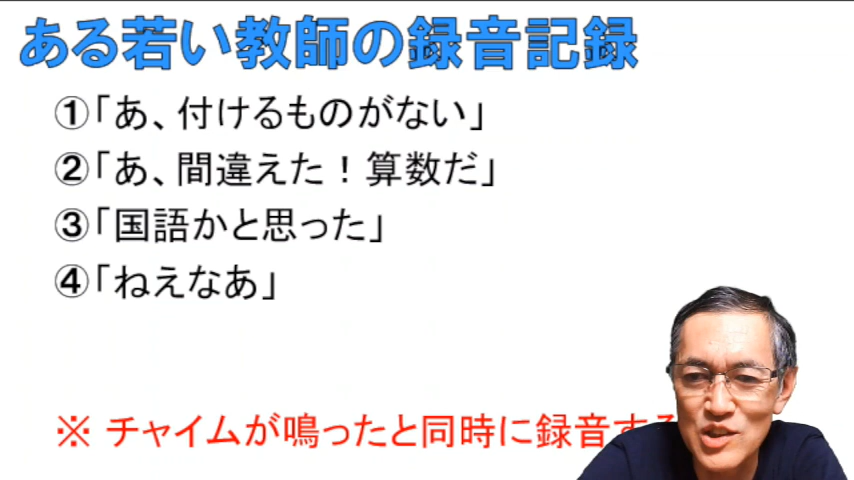 ある若い教師の録音記録
①「あ、付けるものがない」
②「あ、間違えた！算数だ」
③「国語かと思った」
④「ねえなあ」
※ チャイムが鳴ったと同時に録音す